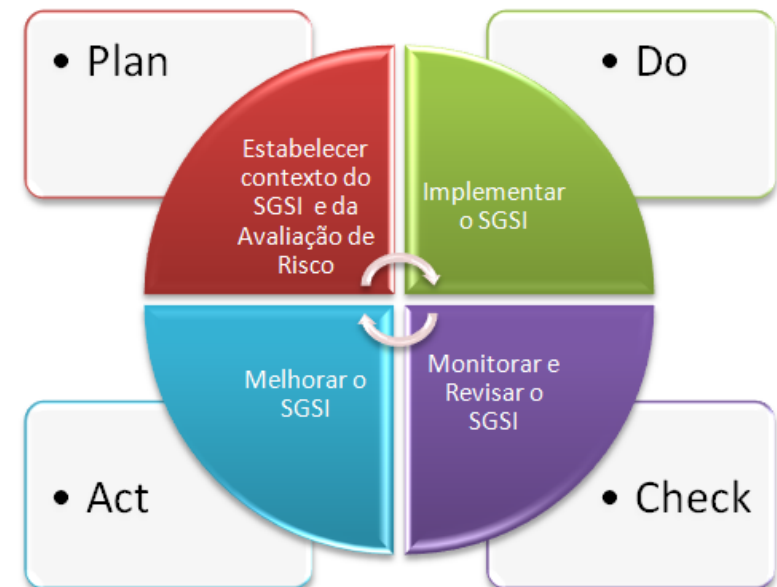 • Plan
• Do
Estabelecer
contexto do
SGSI e da
Avaliação de
Risco
Implementar
o SGSI
Melhorar o
SGSI
Monitorar e
Revisar o
SGSI
• Act
• Check